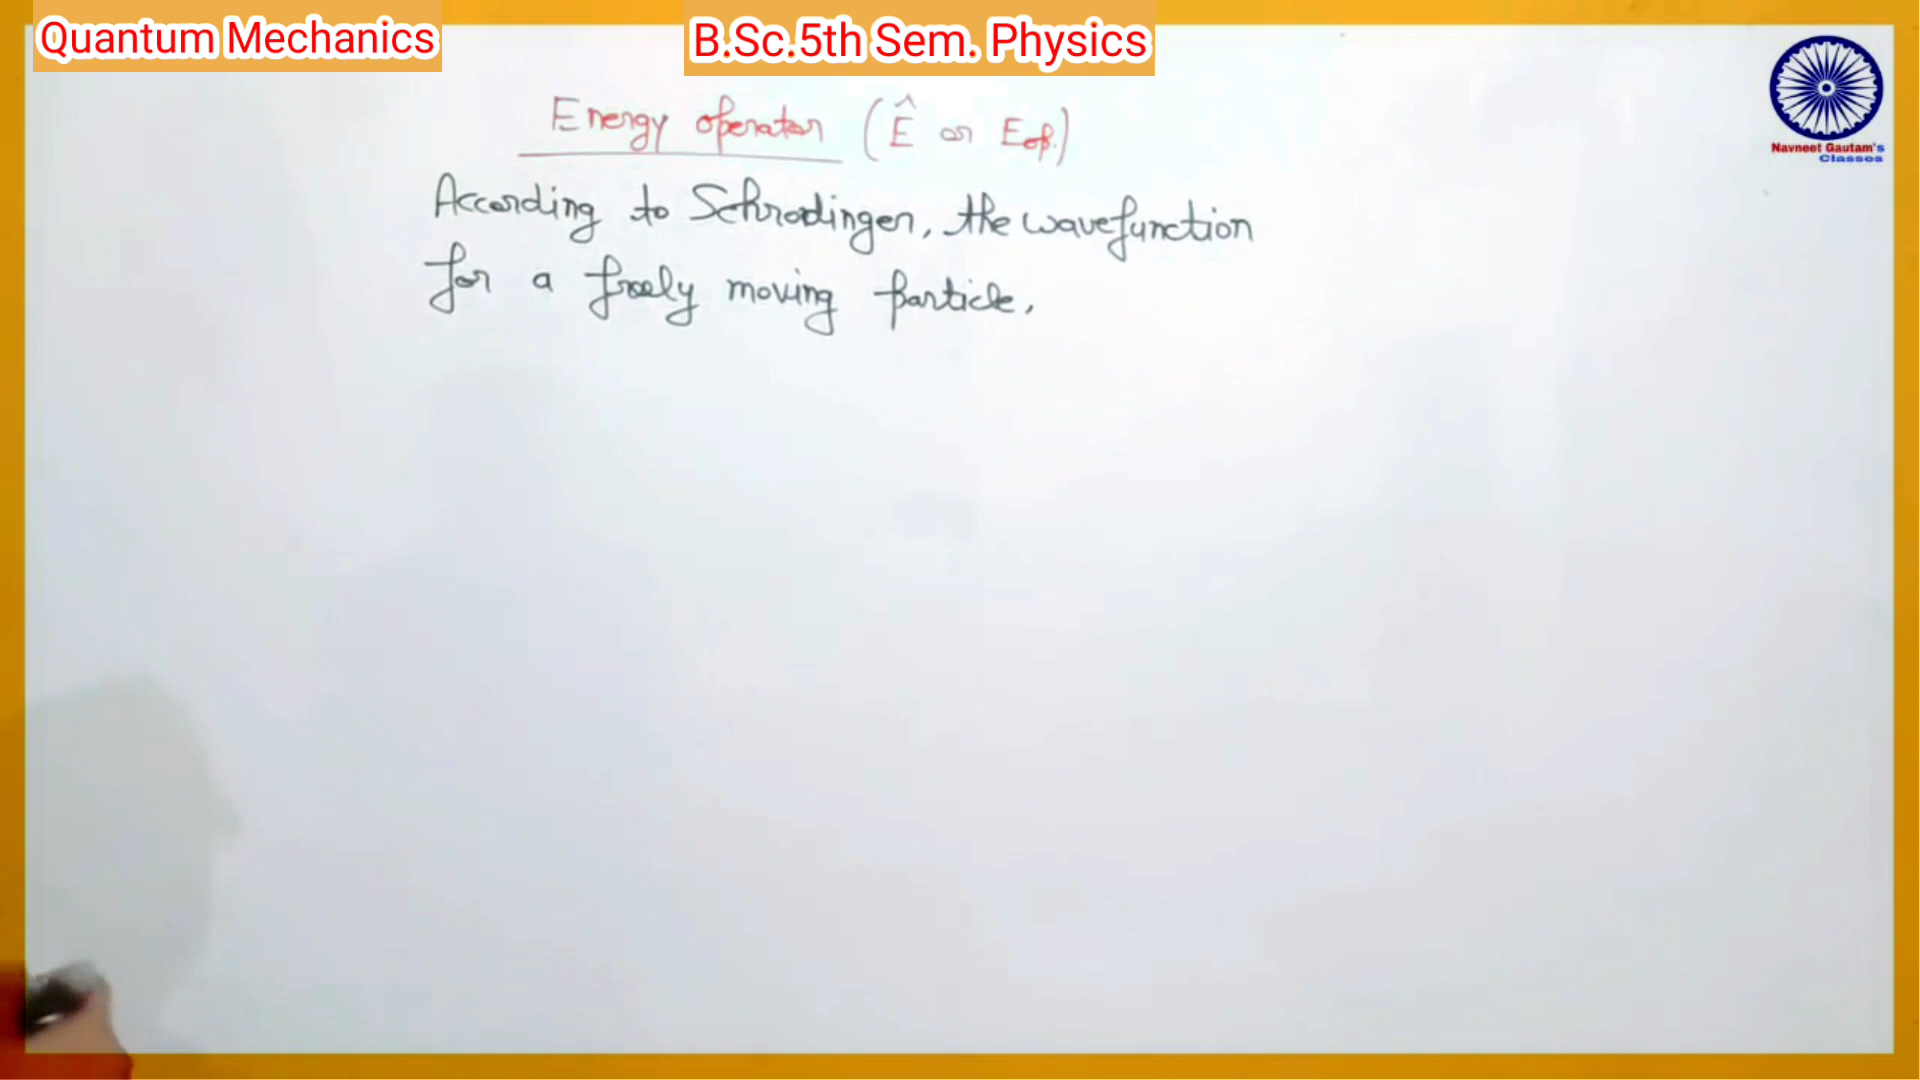 Quantum Mechanics
B.Sc.5th Sem. Physics
Navneet Gautam's
Classes
Energy operator (Ê or Eop.)
According to Schrodinger, the wavefunction
for a freely moving particle,